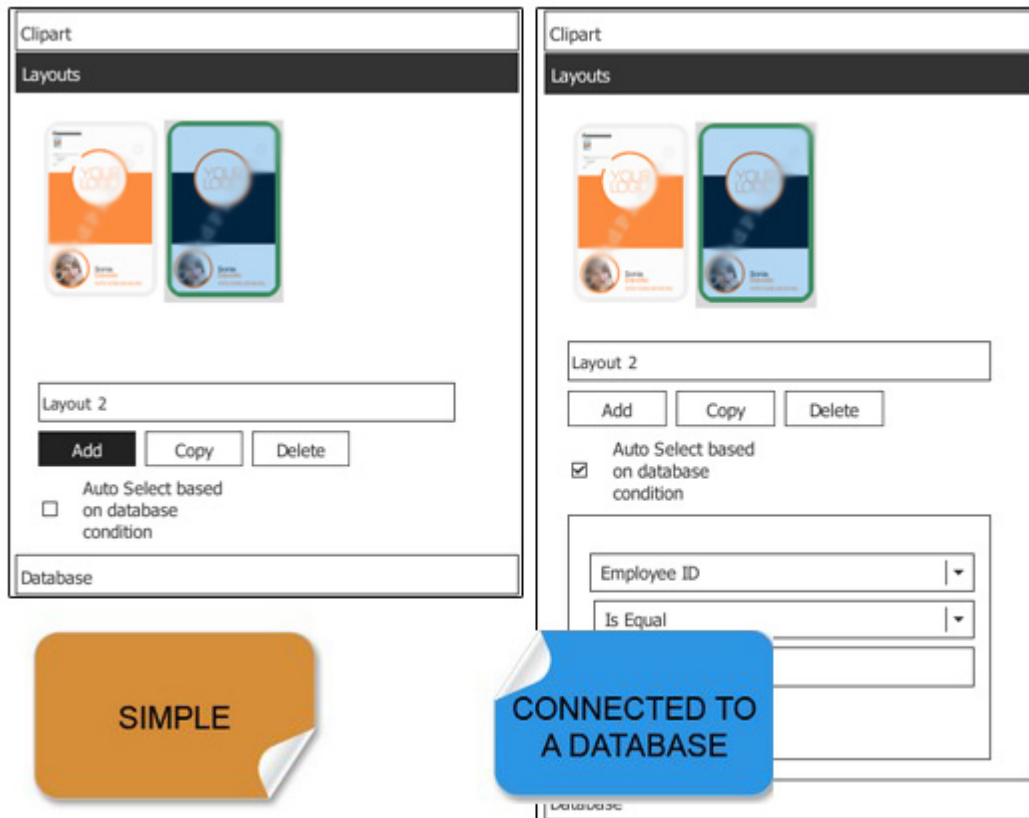 Clipart
Layouts
YOUR
LOGO
YOUR
LOGO
Layout 2
Add
Copy
Delete
Auto Select based
on database
condition
Database
SIMPLE
Clipart
Layouts
YOUR
LOGO
YOUR
LOGO
Layout 2
Add
Copy
Delete
Auto Select based
on database
condition
Employee ID
Is Equal
CONNECTED TO
A DATABASE
Database